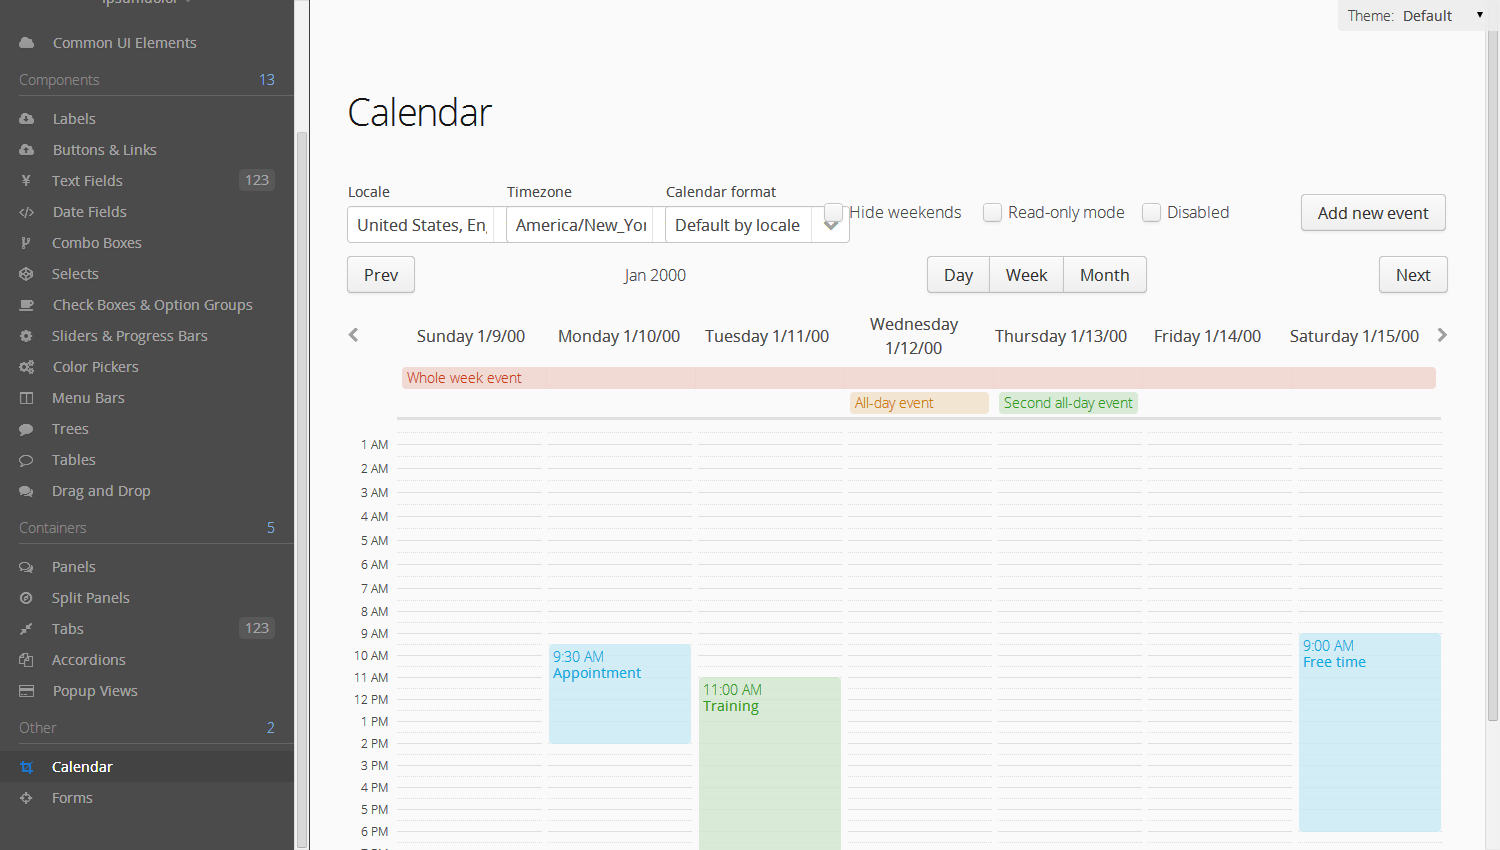 Common UI Elements
Components 13
Labels
Buttons & Links
Text Fields 123
Date Fields
Combo Boxes
Selects
Check Boxes & Option Groups
Sliders & Progress Bars
Color Pickers
Menu Bars
Trees
Tables
Drag and Drop
Containers 5
Panels
Split Panels
Tabs 123
Accordions
Popup Views
Other 2
Calendar
Forms
Theme: Default
Calendar
Locale Timezone Calendar format
United States, En America/New_Yo Default by locale Hide weekends Read-only mode Disabled Add new event
Prev Jan 2000 Day Week Month Next
Sunday 1/9/00 Monday 1/10/00 Tuesday 1/11/00 Wednesday 1/12/00 Thursday 1/13/00 Friday 1/14/00 Saturday 1/15/00
Whole week event
All-day event Second all-day event
1 AM
2 AM
3 AM
4 AM
5 AM
6 AM
7 AM
8 AM
9 AM
10 AM
11 AM
12 PM
1 PM
2 PM
3 PM
4 PM
5 PM
6 PM
9:30 AM
Appointment
11:00 AM
Training
9:00 AM
Free time